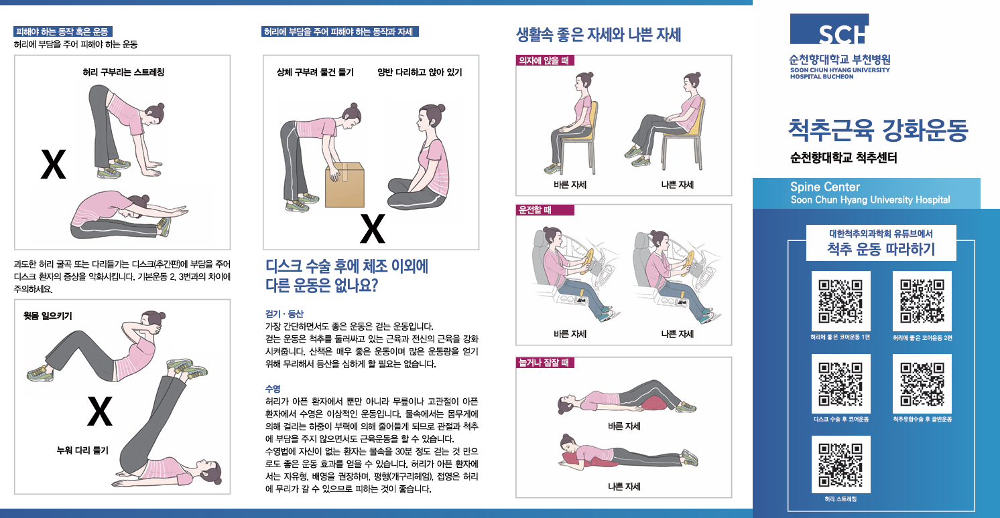 피해야 하는 동작 혹은 운동
허리에 부담을 주어 피해야 하는 운동
허리 구부리는 스트레칭
X
과도한 허리 굴곡 또는 다리들기는 디스크(추간판)에 부담을 주어
디스크 환자의 증상을 악화시킵니다. 기본운동 2, 3번과의 차이에
주의하세요.
윗몸 일으키기
X
누워 다리 들기
허리에 부담을 주어 피해야 하는 동작과 자세
상체 구부려 물건 들기
양반 다리하고 앉아 있기
X
디스크 수술 후에 체조 이외에
다른 운동은 없나요?
걷기 · 등산
가장 간단하면서도 좋은 운동은 걷는 운동입니다.
걷는 운동은 척추를 둘러싸고 있는 근육과 전신의 근육을 강화
시켜줍니다. 산책은 매우 좋은 운동이며 많은 운동량을 얻기
위해 무리해서 등산을 심하게 할 필요는 없습니다.
수영
허리가 아픈 환자에서 뿐만 아니라 무릎이나 고관절이 아픈
환자에서 수영은 이상적인 운동입니다. 물속에서는 몸무게에
의해 걸리는 하중이 부력에 의해 줄어들게 되므로 관절과 척추
에 부담을 주지 않으면서도 근육운동을 할 수 있습니다.
수영법에 자신이 없는 환자는 물속을 30분 정도 걷는 것 만으
로도 좋은 운동 효과를 얻을 수 있습니다. 허리가 아픈 환자에
서는 자유형, 배영을 권장하며, 평형(개구리헤엄), 접영은 허리
에 무리가 갈 수 있으므로 피하는 것이 좋습니다.
생활속 좋은 자세와 나쁜 자세
의자에 앉을 때
바른 자세
나쁜 자세
운전할 때
바른 자세
나쁜 자세
눕거나 잠잘 때
바른 자세
나쁜 자세
SCH
순천향대학교 부천병원
SOON CHUN HYANG UNIVERSITY
HOSPITAL BUCHEON
척추근육 강화운동
순천향대학교 척추센터
Spine Center
Soon Chun Hyang University Hospital
대한척추외과학회 유튜브에서
척추 운동 따라하기
허리에 좋은 코어운동 1편
허리에 좋은 코어운동 2편
디스크 수술 후 코어운동
척추유합수술 후 골반운동
허리 스트레칭